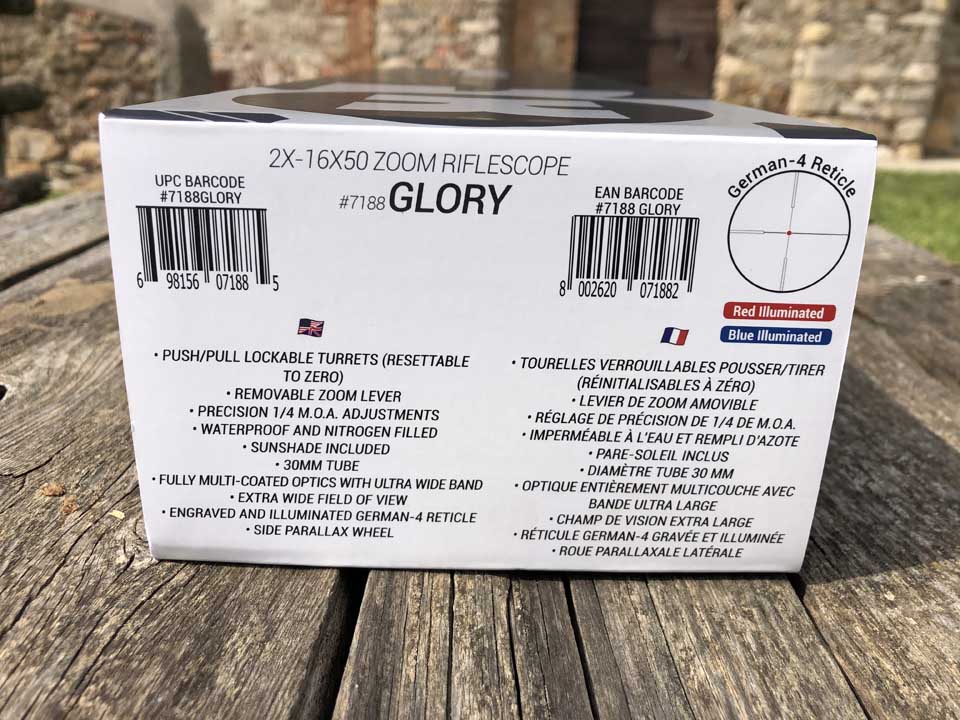 2X-16X50 ZOOM RIFLESCOPE
#7188 GLORY
UPC BARCODE
#7188GLORY
6 98156 07188 5
EAN BARCODE
#7188 GLORY
8 002620 071882
German-4 Reticle
Red Illuminated
Blue Illuminated
• PUSH/PULL LOCKABLE TURRETS (RESETTABLE
TO ZERO)
• REMOVABLE ZOOM LEVER
• PRECISION 1/4 M.O.A. ADJUSTMENTS
• WATERPROOF AND NITROGEN FILLED
• SUNSHADE INCLUDED
• 30MM TUBE
• FULLY MULTI-COATED OPTICS WITH ULTRA WIDE BAND
• EXTRA WIDE FIELD OF VIEW
• ENGRAVED AND ILLUMINATED GERMAN-4 RETICLE
• SIDE PARALLAX WHEEL
• TOURELLES VERROUILLABLES POUSSER/TIRER
(RÉINITIALISABLES À ZÉRO)
• LEVIER DE ZOOM AMOVIBLE
• RÉGLAGE DE PRÉCISION DE 1/4 DE M.O.A.
• IMPERMÉABLE À L'EAU ET REMPLI D'AZOTE
• PARE-SOLEIL INCLUS
• DIAMÈTRE TUBE 30 MM
• OPTIQUE ENTIÈREMENT MULTICOUCHE AVEC
BANDE ULTRA LARGE
• CHAMP DE VISION EXTRA LARGE
• RÉTICULE GERMAN-4 GRAVÉE ET ILLUMINÉE
• ROUE PARALLAXALE LATÉRALE